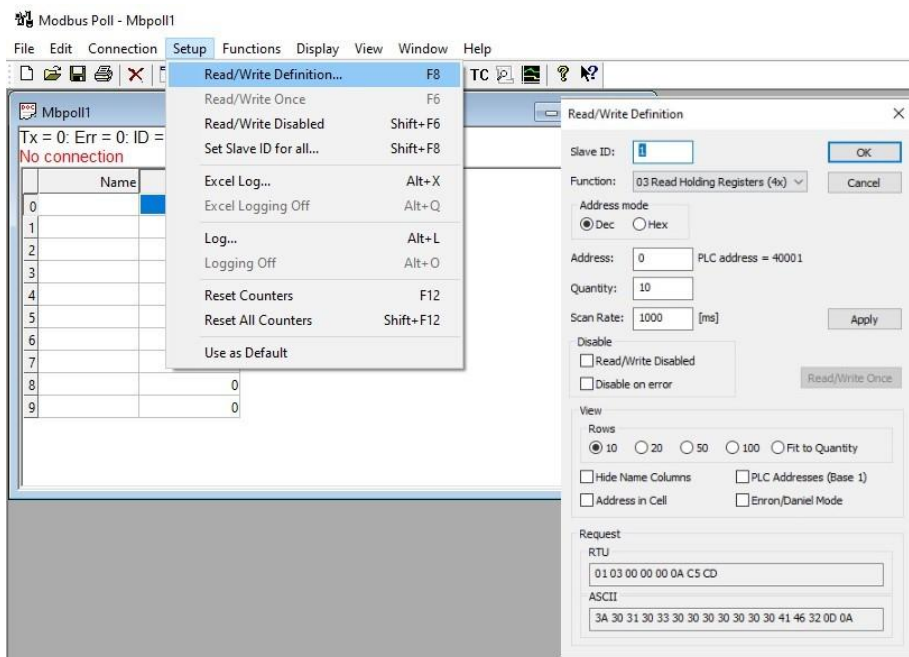 Modbus Poll - Mbpoll1
File Edit Connection Setup Functions Display View Window Help
TC
Mbpoll1
Tx = 0: Err = 0: ID =
No connection
Name
0
1
2
3
4
5
6
7
8 0
9 0
Read/Write Definition... F8
Read/Write Once F6
Read/Write Disabled Shift+F6
Set Slave ID for all... Shift+F8
Excel Log... Alt+X
Excel Logging Off Alt+Q
Log... Alt+L
Logging Off Alt+O
Reset Counters F12
Reset All Counters Shift+F12
Use as Default
Read/Write Definition
Slave ID: 1 OK
Function: 03 Read Holding Registers (4x) Cancel
Address mode
Dec Hex
Address: 0 PLC address = 40001
Quantity: 10
Scan Rate: 1000 [ms] Apply
Disable
Read/Write Disabled
Disable on error
Read/Write Once
View
Rows
10 20 50 100 Fit to Quantity
Hide Name Columns PLC Addresses (Base 1)
Address in Cell Enron/Daniel Mode
Request
RTU
01 03 00 00 00 0A C5 CD
ASCII
3A 30 31 30 33 30 30 30 30 30 30 30 41 46 32 0D 0A